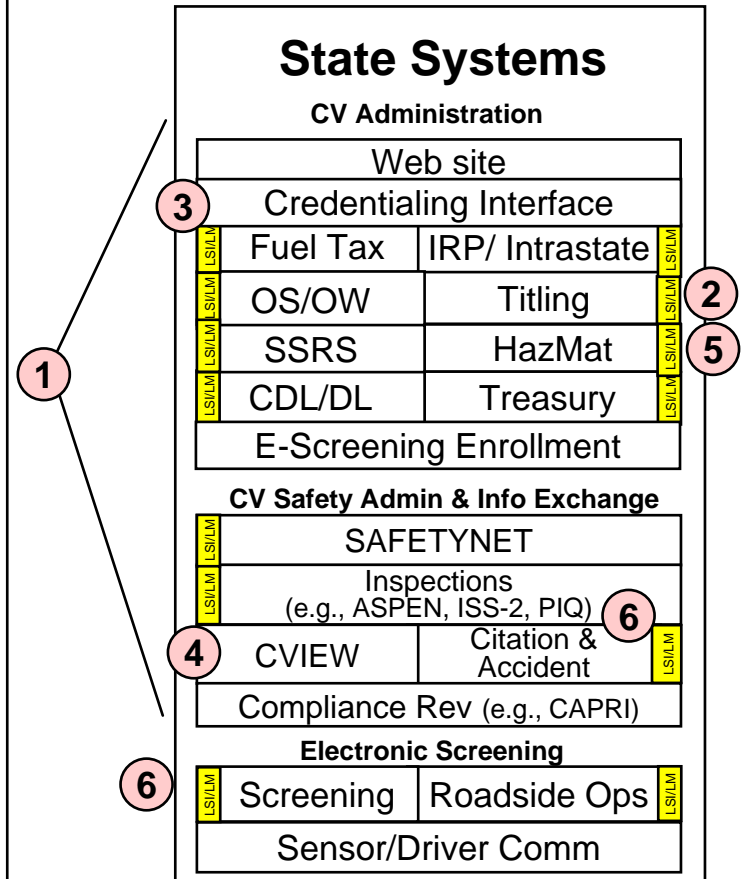 State Systems
CV Administration
Web site
3
Credentialing Interface
LSI/LM
Fuel Tax
IRP/ Intrastate
LSI/LM
LSI/LM
OS/OW
Titling
LSI/LM
2
1
LSI/LM
SSRS
HazMat
LSI/LM
5
LSI/LM
CDL/DL
Treasury
LSI/LM
E-Screening Enrollment
CV Safety Admin & Info Exchange
LSI/LM
SAFETYNET
LSI/LM
Inspections
(e.g., ASPEN, ISS-2, PIQ)
6
4
CVIEW
Citation &
Accident
LSI/LM
Compliance Rev (e.g., CAPRI)
Electronic Screening
6
LSI/LM
Screening
Roadside Ops
LSI/LM
Sensor/Driver Comm